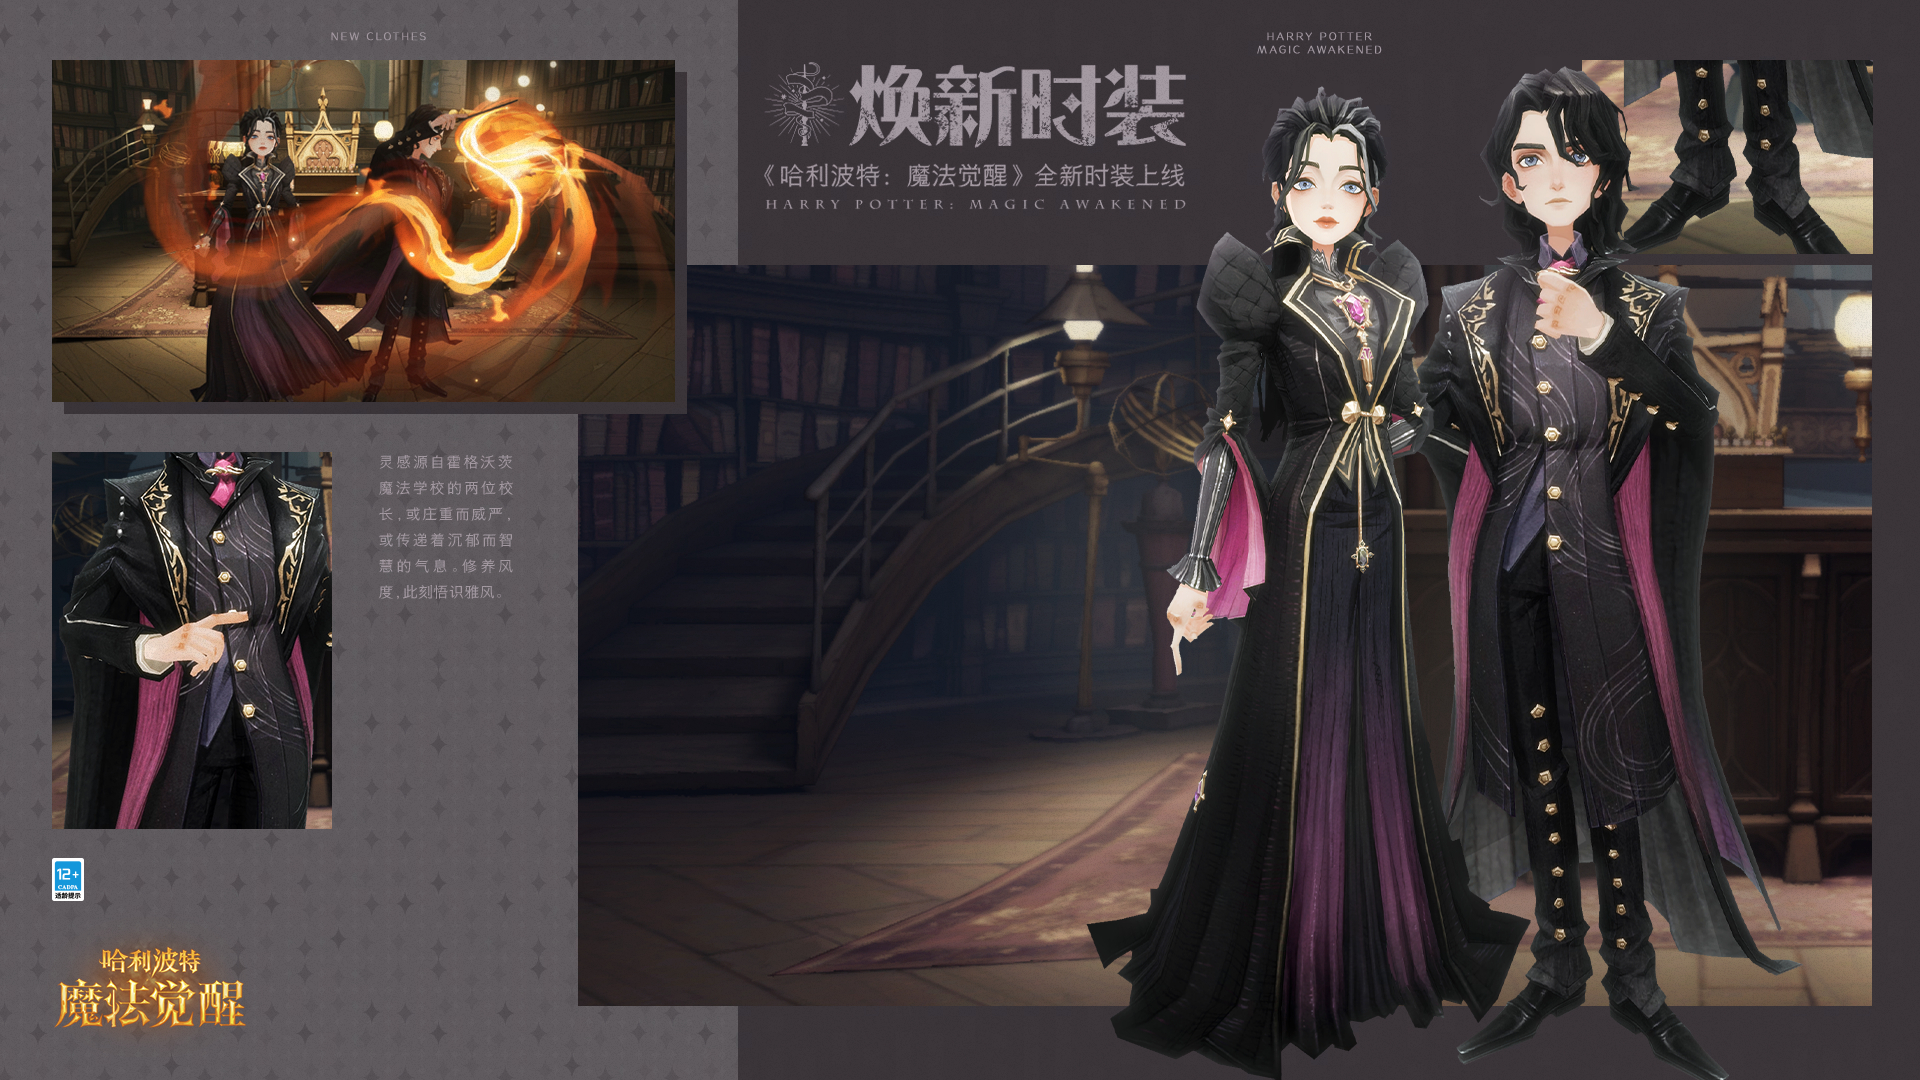 NEW CLOTHES
HARRY POTTER
MAGIC AWAKENED
焕新时装
《哈利波特：魔法觉醒》全新时装上线
HARRY POTTER: MAGIC AWAKENED
灵感源自霍格沃茨
魔法学校的两位校
长，或庄重而威严，
或传递着沉郁而智
慧的气息。修养风
度，此刻悟识雅风。
12+
CADPA
适龄提示
哈利波特
魔法觉醒